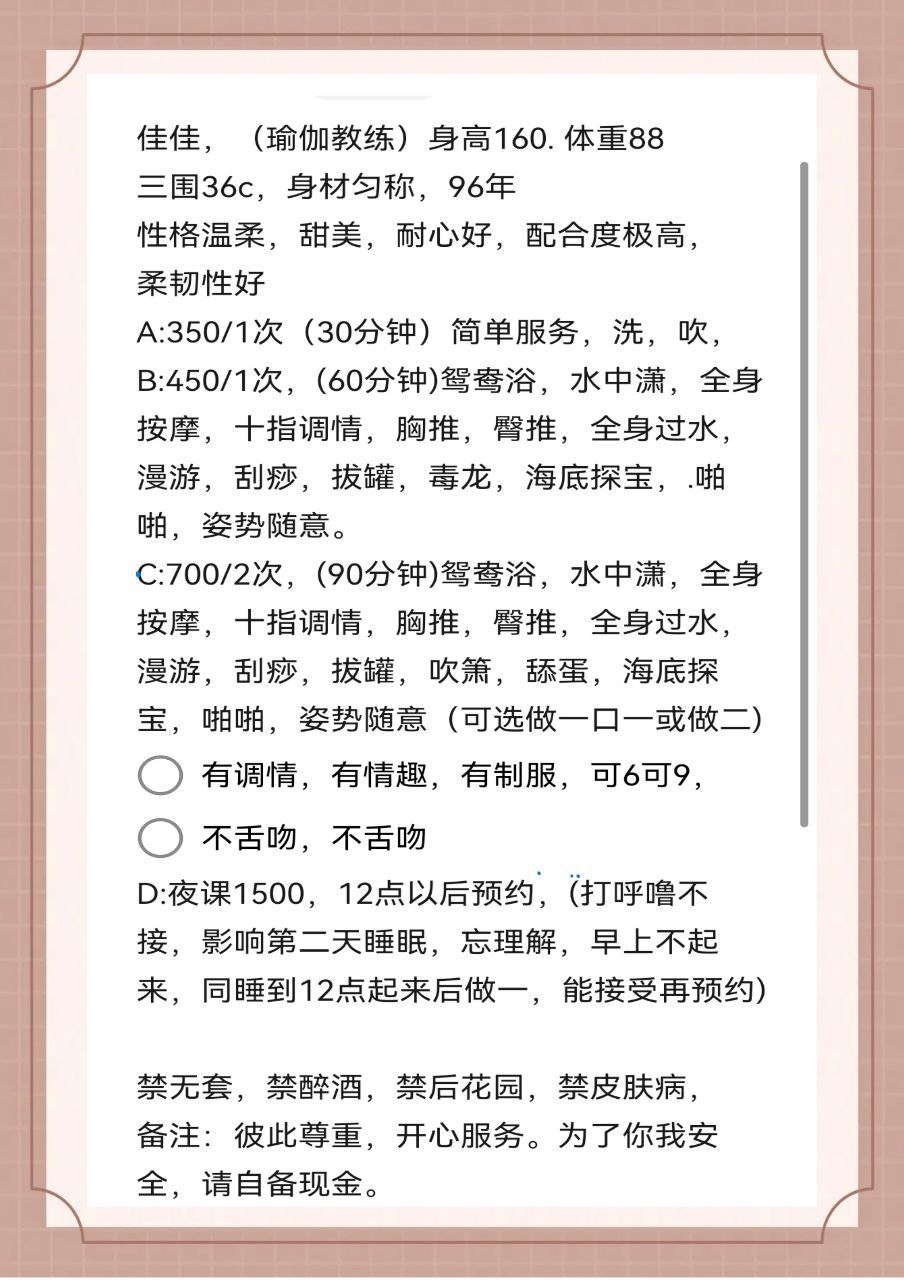 佳佳，（瑜伽教练）身高160. 体重88
三围36c，身材匀称，96年
性格温柔，甜美，耐心好，配合度极高，
柔韧性好
A:350/1次（30分钟）简单服务，洗，吹，
B:450/1次，(60分钟)鸳鸯浴，水中潇，全身
按摩，十指调情，胸推，臀推，全身过水，
漫游，刮痧，拔罐，毒龙，海底探宝，.啪
啪，姿势随意。
C:700/2次，(90分钟)鸳鸯浴，水中潇，全身
按摩，十指调情，胸推，臀推，全身过水，
漫游，刮痧，拔罐，吹箫，舔蛋，海底探
宝，啪啪，姿势随意（可选做一口一或做二）
有调情，有情趣，有制服，可6可9，
不舌吻，不舌吻
D:夜课1500，12点以后预约，(打呼噜不
接，影响第二天睡眠，忘理解，早上不起
来，同睡到12点起来后做一，能接受再预约)
禁无套，禁醉酒，禁后花园，禁皮肤病，
备注：彼此尊重，开心服务。为了你我安
全，请自备现金。